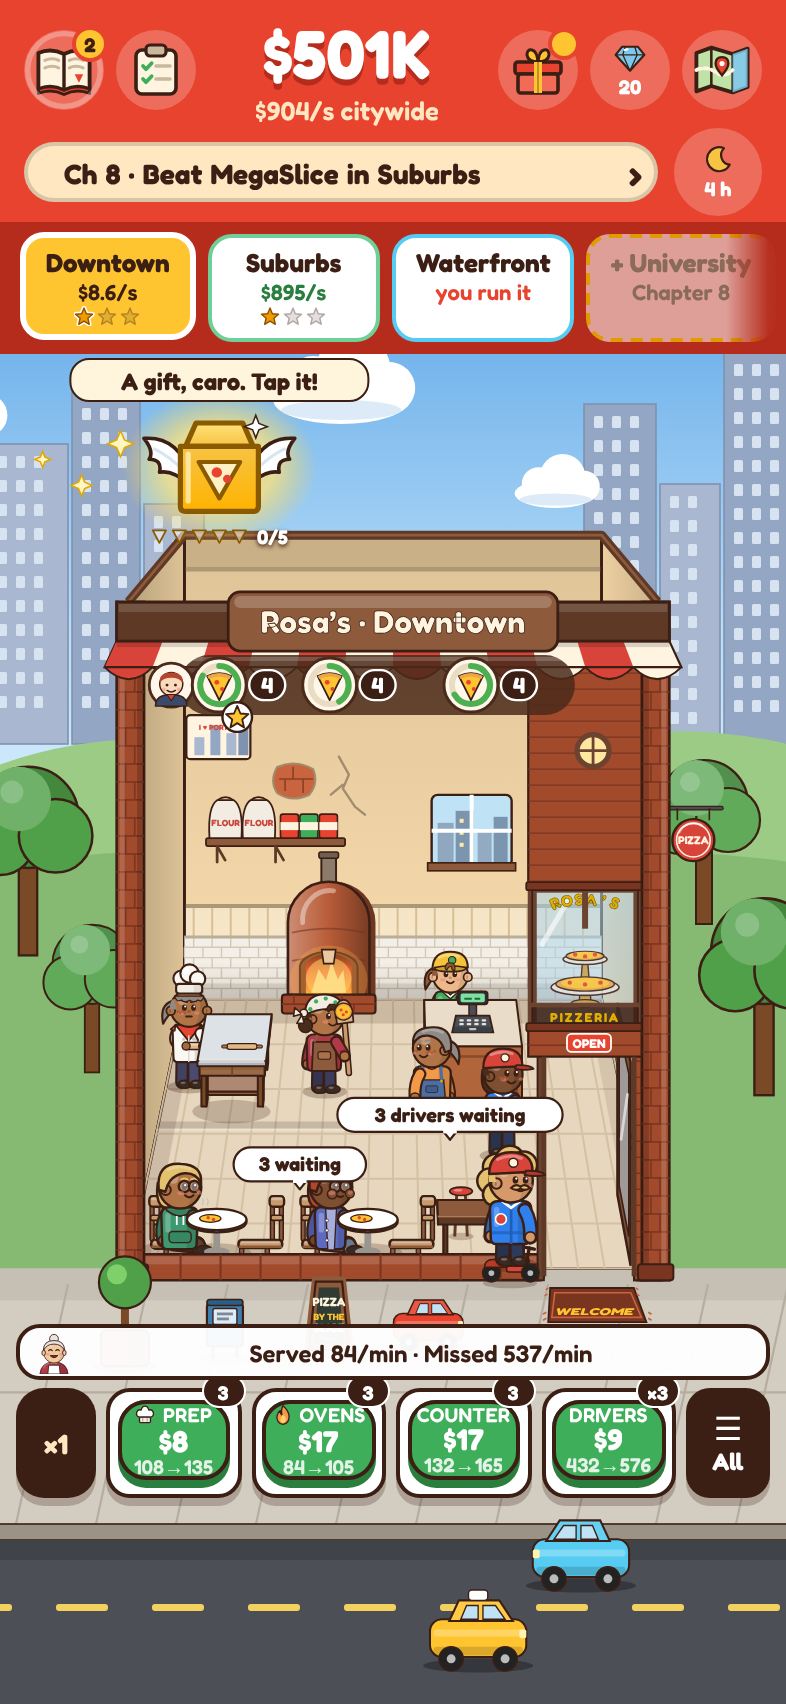 2
$501K
$904/s citywide
20
Ch 8 · Beat MegaSlice in Suburbs
4 h
Downtown
$8.6/s
Suburbs
$895/s
Waterfront
you run it
+ University
Chapter 8
A gift, caro. Tap it!
0/5
Rosa's · Downtown
4
4
4
FLOUR
FLOUR
PIZZA
ROSA'S
PIZZERIA
OPEN
3 drivers waiting
3 waiting
PIZZA
BY THE
WELCOME
Served 84/min · Missed 537/min
x1
3
PREP
$8
108→135
3
OVENS
$17
84→105
3
COUNTER
$17
132→165
x3
DRIVERS
$9
432→576
All